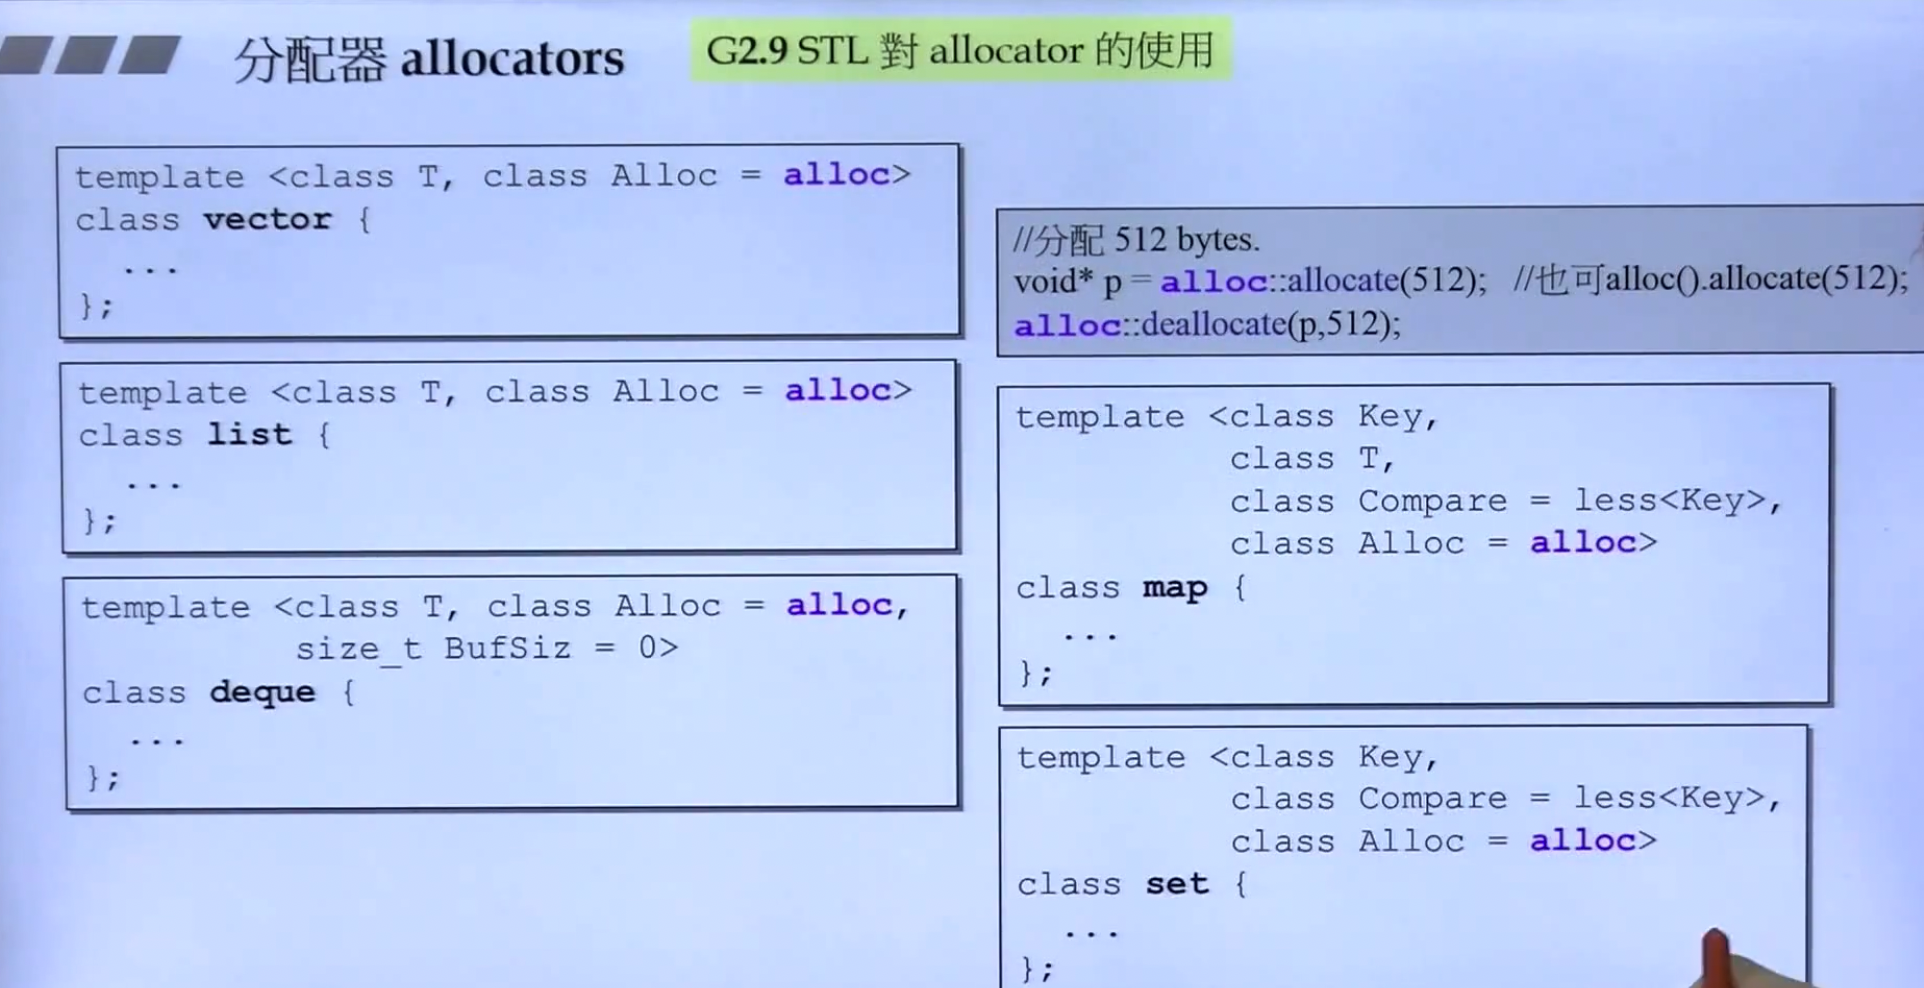 分配器 allocators
G2.9 STL 對 allocator 的使用
template <class T, class Alloc = alloc>
class vector {
...
};
template <class T, class Alloc = alloc>
class list {
...
};
template <class T, class Alloc = alloc,
size_t BufSiz = 0>
class deque {
...
};
//分配 512 bytes.
void* p = alloc::allocate(512); //也可alloc().allocate(512);
alloc::deallocate(p,512);
template <class Key,
class T,
class Compare = less<Key>,
class Alloc = alloc>
class map {
...
};
template <class Key,
class Compare = less<Key>,
class Alloc = alloc>
class set {
...
};